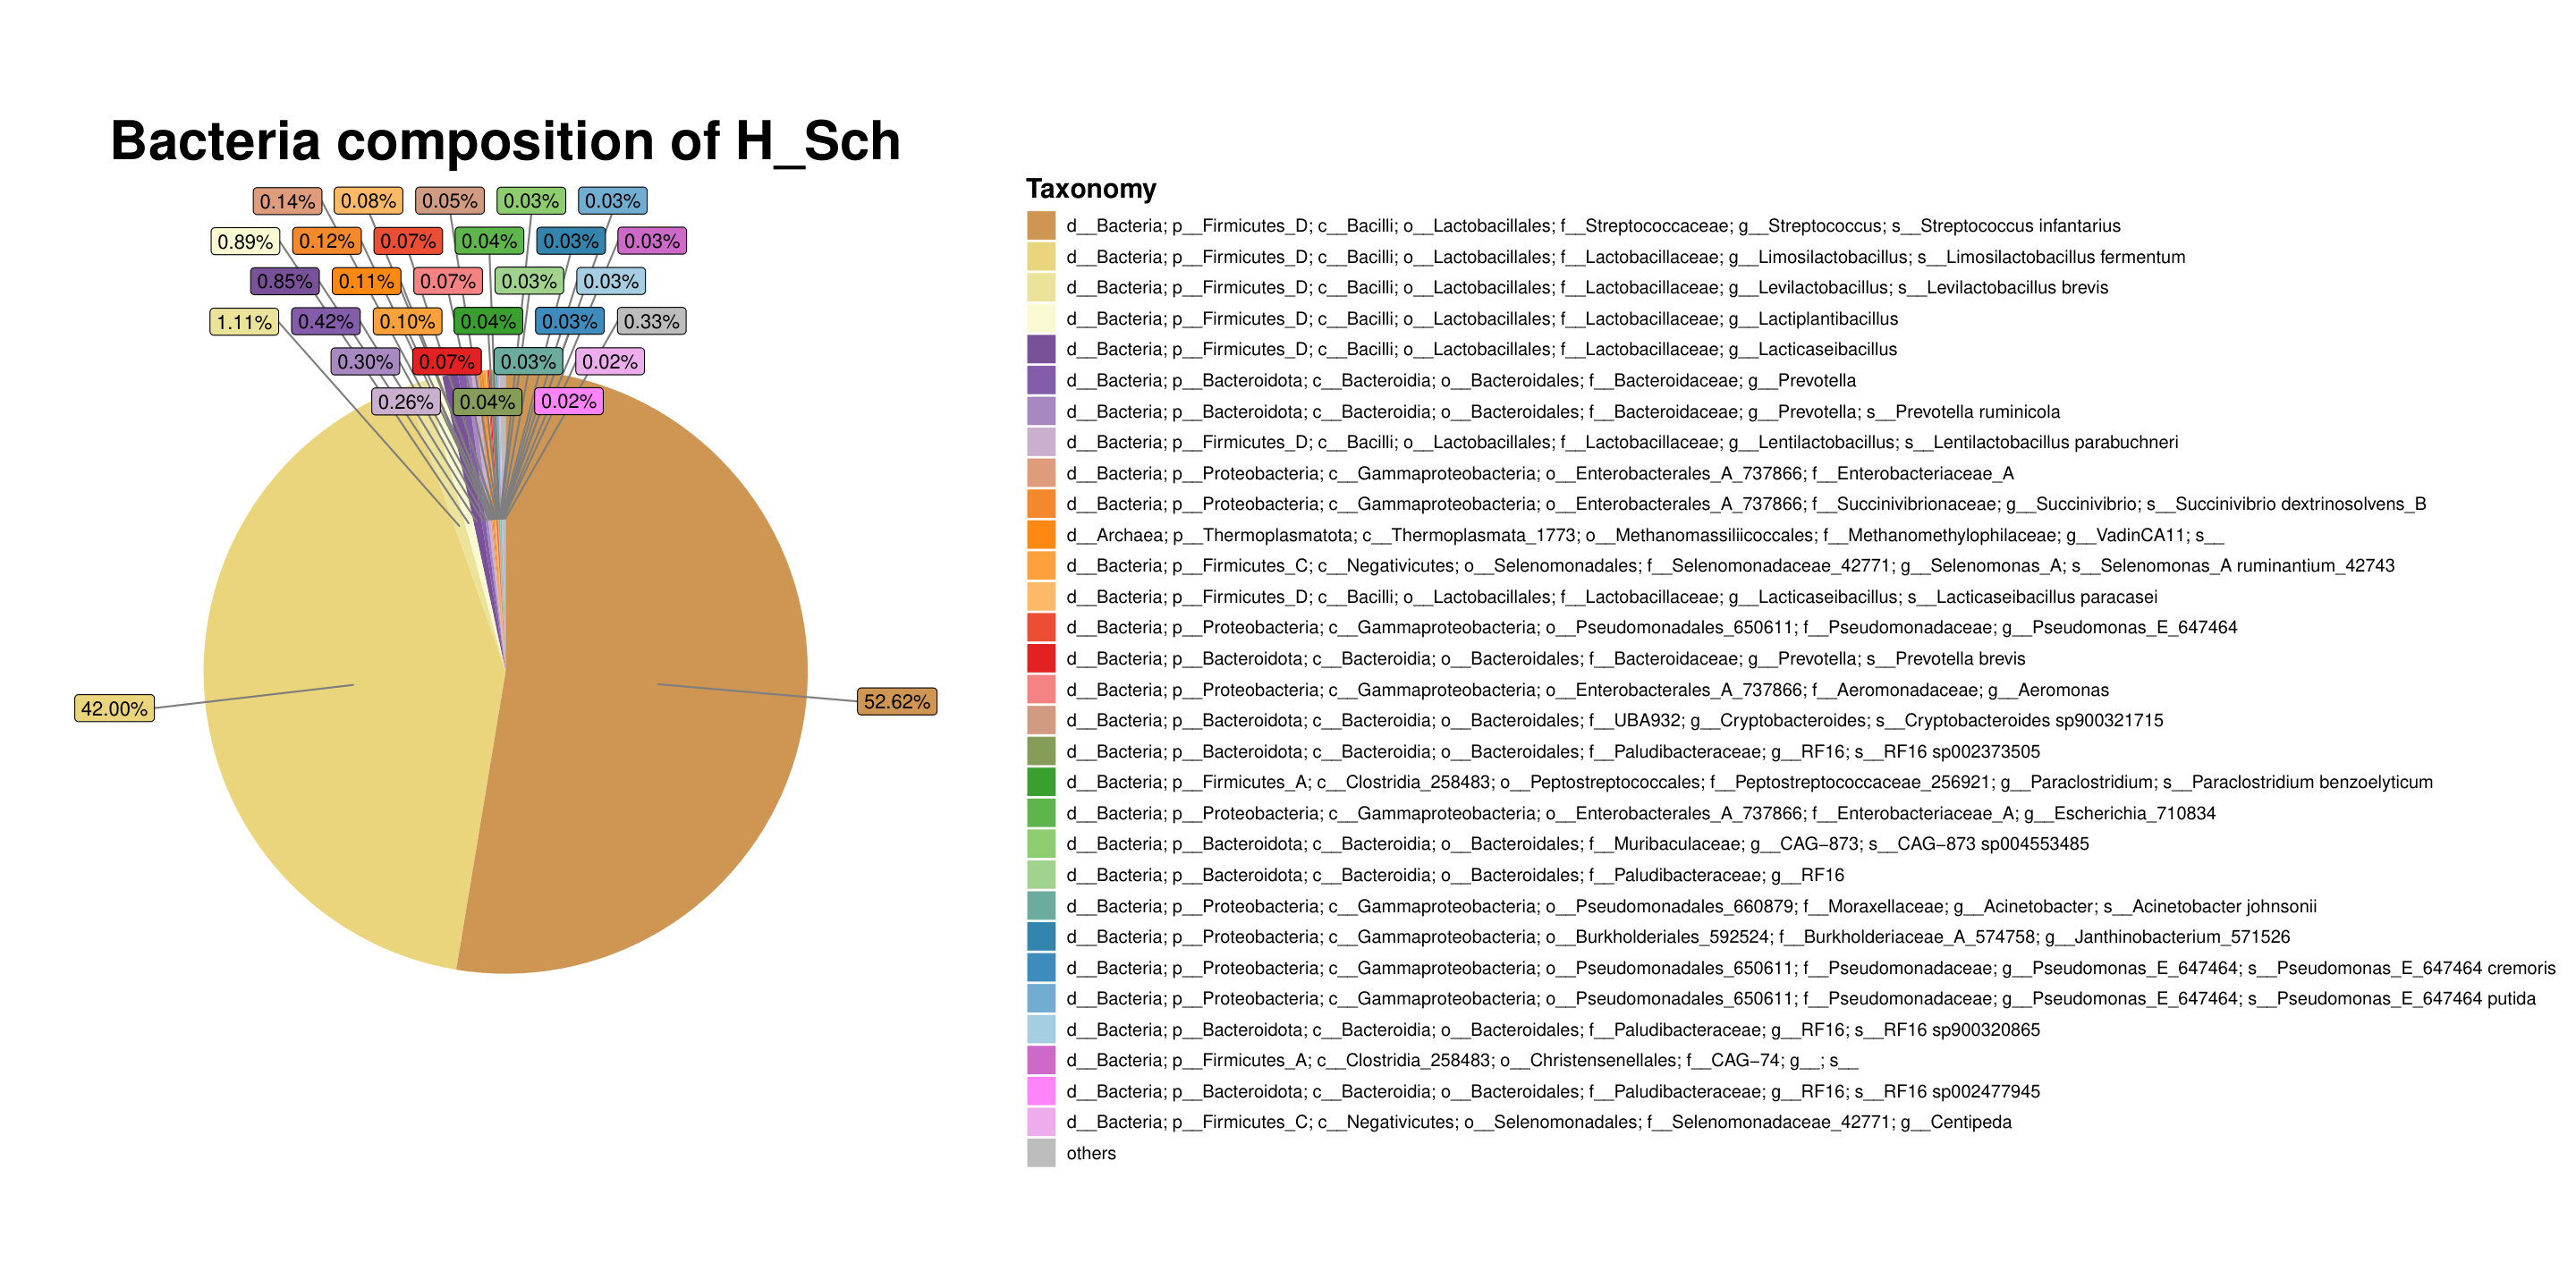 Bacteria composition of H_Sch
0.14% 0.08% 0.05% 0.03% 0.03%
0.89% 0.12% 0.07% 0.04% 0.03% 0.03%
0.85% 0.11% 0.07% 0.03% 0.03%
1.11% 0.42% 0.10% 0.04% 0.03% 0.33%
0.30% 0.07% 0.03% 0.02%
0.26% 0.04% 0.02%
42.00% 52.62%
Taxonomy
d__Bacteria; p__Firmicutes_D; c__Bacilli; o__Lactobacillales; f__Streptococcaceae; g__Streptococcus; s__Streptococcus infantarius
d__Bacteria; p__Firmicutes_D; c__Bacilli; o__Lactobacillales; f__Lactobacillaceae; g__Limosilactobacillus; s__Limosilactobacillus fermentum
d__Bacteria; p__Firmicutes_D; c__Bacilli; o__Lactobacillales; f__Lactobacillaceae; g__Levilactobacillus; s__Levilactobacillus brevis
d__Bacteria; p__Firmicutes_D; c__Bacilli; o__Lactobacillales; f__Lactobacillaceae; g__Lactiplantibacillus
d__Bacteria; p__Firmicutes_D; c__Bacilli; o__Lactobacillales; f__Lactobacillaceae; g__Lacticaseibacillus
d__Bacteria; p__Bacteroidota; c__Bacteroidia; o__Bacteroidales; f__Bacteroidaceae; g__Prevotella
d__Bacteria; p__Bacteroidota; c__Bacteroidia; o__Bacteroidales; f__Bacteroidaceae; g__Prevotella; s__Prevotella ruminicola
d__Bacteria; p__Firmicutes_D; c__Bacilli; o__Lactobacillales; f__Lactobacillaceae; g__Lentilactobacillus; s__Lentilactobacillus parabuchneri
d__Bacteria; p__Proteobacteria; c__Gammaproteobacteria; o__Enterobacterales_A_737866; f__Enterobacteriaceae_A
d__Bacteria; p__Proteobacteria; c__Gammaproteobacteria; o__Enterobacterales_A_737866; f__Succinivibrionaceae; g__Succinivibrio; s__Succinivibrio dextrinosolvens_B
d__Archaea; p__Thermoplasmatota; c__Thermoplasmata_1773; o__Methanomassiliicoccales; f__Methanomethylophilaceae; g__VadinCA11; s__
d__Bacteria; p__Firmicutes_C; c__Negativicutes; o__Selenomonadales; f__Selenomonadaceae_42771; g__Selenomonas_A; s__Selenomonas_A ruminantium_42743
d__Bacteria; p__Firmicutes_D; c__Bacilli; o__Lactobacillales; f__Lactobacillaceae; g__Lacticaseibacillus; s__Lacticaseibacillus paracasei
d__Bacteria; p__Proteobacteria; c__Gammaproteobacteria; o__Pseudomonadales_650611; f__Pseudomonadaceae; g__Pseudomonas_E_647464
d__Bacteria; p__Bacteroidota; c__Bacteroidia; o__Bacteroidales; f__Bacteroidaceae; g__Prevotella; s__Prevotella brevis
d__Bacteria; p__Proteobacteria; c__Gammaproteobacteria; o__Enterobacterales_A_737866; f__Aeromonadaceae; g__Aeromonas
d__Bacteria; p__Bacteroidota; c__Bacteroidia; o__Bacteroidales; f__UBA932; g__Cryptobacteroides; s__Cryptobacteroides sp900321715
d__Bacteria; p__Bacteroidota; c__Bacteroidia; o__Bacteroidales; f__Paludibacteraceae; g__RF16; s__RF16 sp002373505
d__Bacteria; p__Firmicutes_A; c__Clostridia_258483; o__Peptostreptococcales; f__Peptostreptococcaceae_256921; g__Paraclostridium; s__Paraclostridium benzoelyticum
d__Bacteria; p__Proteobacteria; c__Gammaproteobacteria; o__Enterobacterales_A_737866; f__Enterobacteriaceae_A; g__Escherichia_710834
d__Bacteria; p__Bacteroidota; c__Bacteroidia; o__Bacteroidales; f__Muribaculaceae; g__CAG−873; s__CAG−873 sp004553485
d__Bacteria; p__Bacteroidota; c__Bacteroidia; o__Bacteroidales; f__Paludibacteraceae; g__RF16
d__Bacteria; p__Proteobacteria; c__Gammaproteobacteria; o__Pseudomonadales_660879; f__Moraxellaceae; g__Acinetobacter; s__Acinetobacter johnsonii
d__Bacteria; p__Proteobacteria; c__Gammaproteobacteria; o__Burkholderiales_592524; f__Burkholderiaceae_A_574758; g__Janthinobacterium_571526
d__Bacteria; p__Proteobacteria; c__Gammaproteobacteria; o__Pseudomonadales_650611; f__Pseudomonadaceae; g__Pseudomonas_E_647464; s__Pseudomonas_E_647464 cremoris
d__Bacteria; p__Proteobacteria; c__Gammaproteobacteria; o__Pseudomonadales_650611; f__Pseudomonadaceae; g__Pseudomonas_E_647464; s__Pseudomonas_E_647464 putida
d__Bacteria; p__Bacteroidota; c__Bacteroidia; o__Bacteroidales; f__Paludibacteraceae; g__RF16; s__RF16 sp900320865
d__Bacteria; p__Firmicutes_A; c__Clostridia_258483; o__Christensenellales; f__CAG−74; g__; s__
d__Bacteria; p__Bacteroidota; c__Bacteroidia; o__Bacteroidales; f__Paludibacteraceae; g__RF16; s__RF16 sp002477945
d__Bacteria; p__Firmicutes_C; c__Negativicutes; o__Selenomonadales; f__Selenomonadaceae_42771; g__Centipeda
others